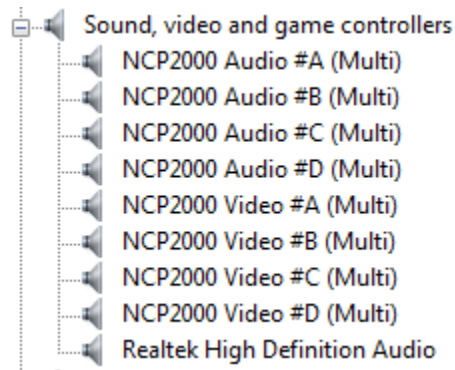 Sound, video and game controllers
NCP2000 Audio #A (Multi)
NCP2000 Audio #B (Multi)
NCP2000 Audio #C (Multi)
NCP2000 Audio #D (Multi)
NCP2000 Video #A (Multi)
NCP2000 Video #B (Multi)
NCP2000 Video #C (Multi)
NCP2000 Video #D (Multi)
Realtek High Definition Audio